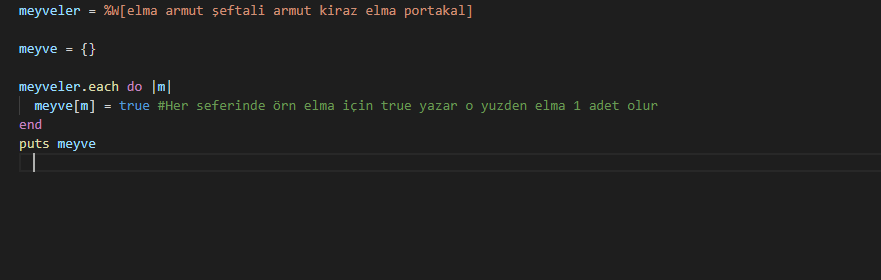 meyveler = %W[elma armut şeftali armut kiraz elma portakal]
meyve = {}
meyveler.each do |m|
meyve[m] = true #Her seferinde örn elma için true yazar o yuzden elma 1 adet olur
end
puts meyve